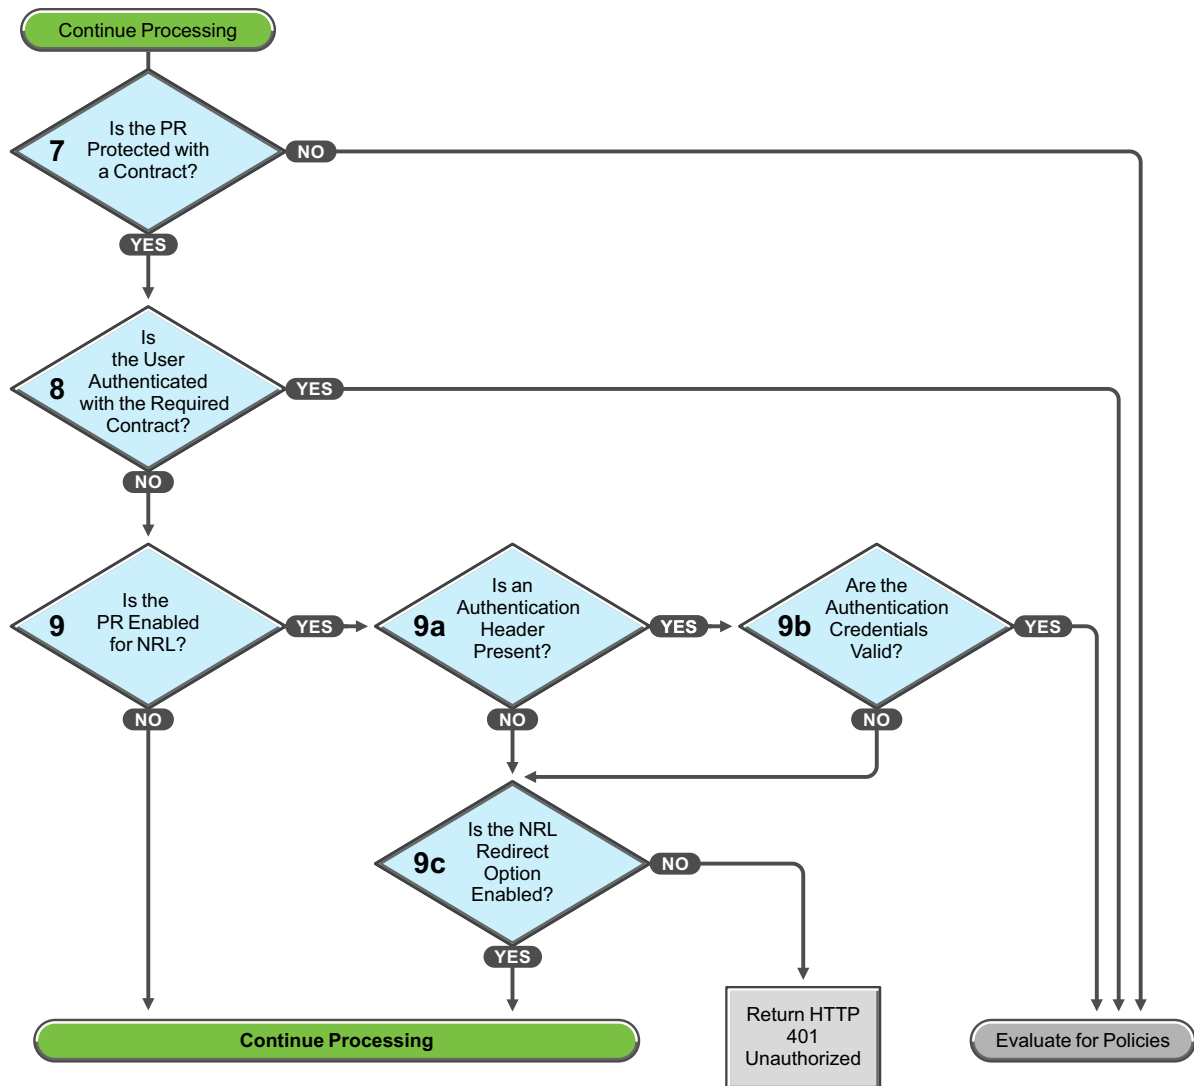 Continue Processing
7
Is the PR
Protected with
a Contract?
NO
YES
8
Is
the User
Authenticated
with the Required
Contract?
YES
NO
9
Is the
PR Enabled
for NRL?
YES
9a
Is an
Authentication
Header
Present?
YES
9b
Are the
Authentication
Credentials
Valid?
YES
NO
NO
NO
9c
Is the NRL
Redirect
Option
Enabled?
NO
YES
Continue Processing
Return HTTP
401
Unauthorized
Evaluate for Policies